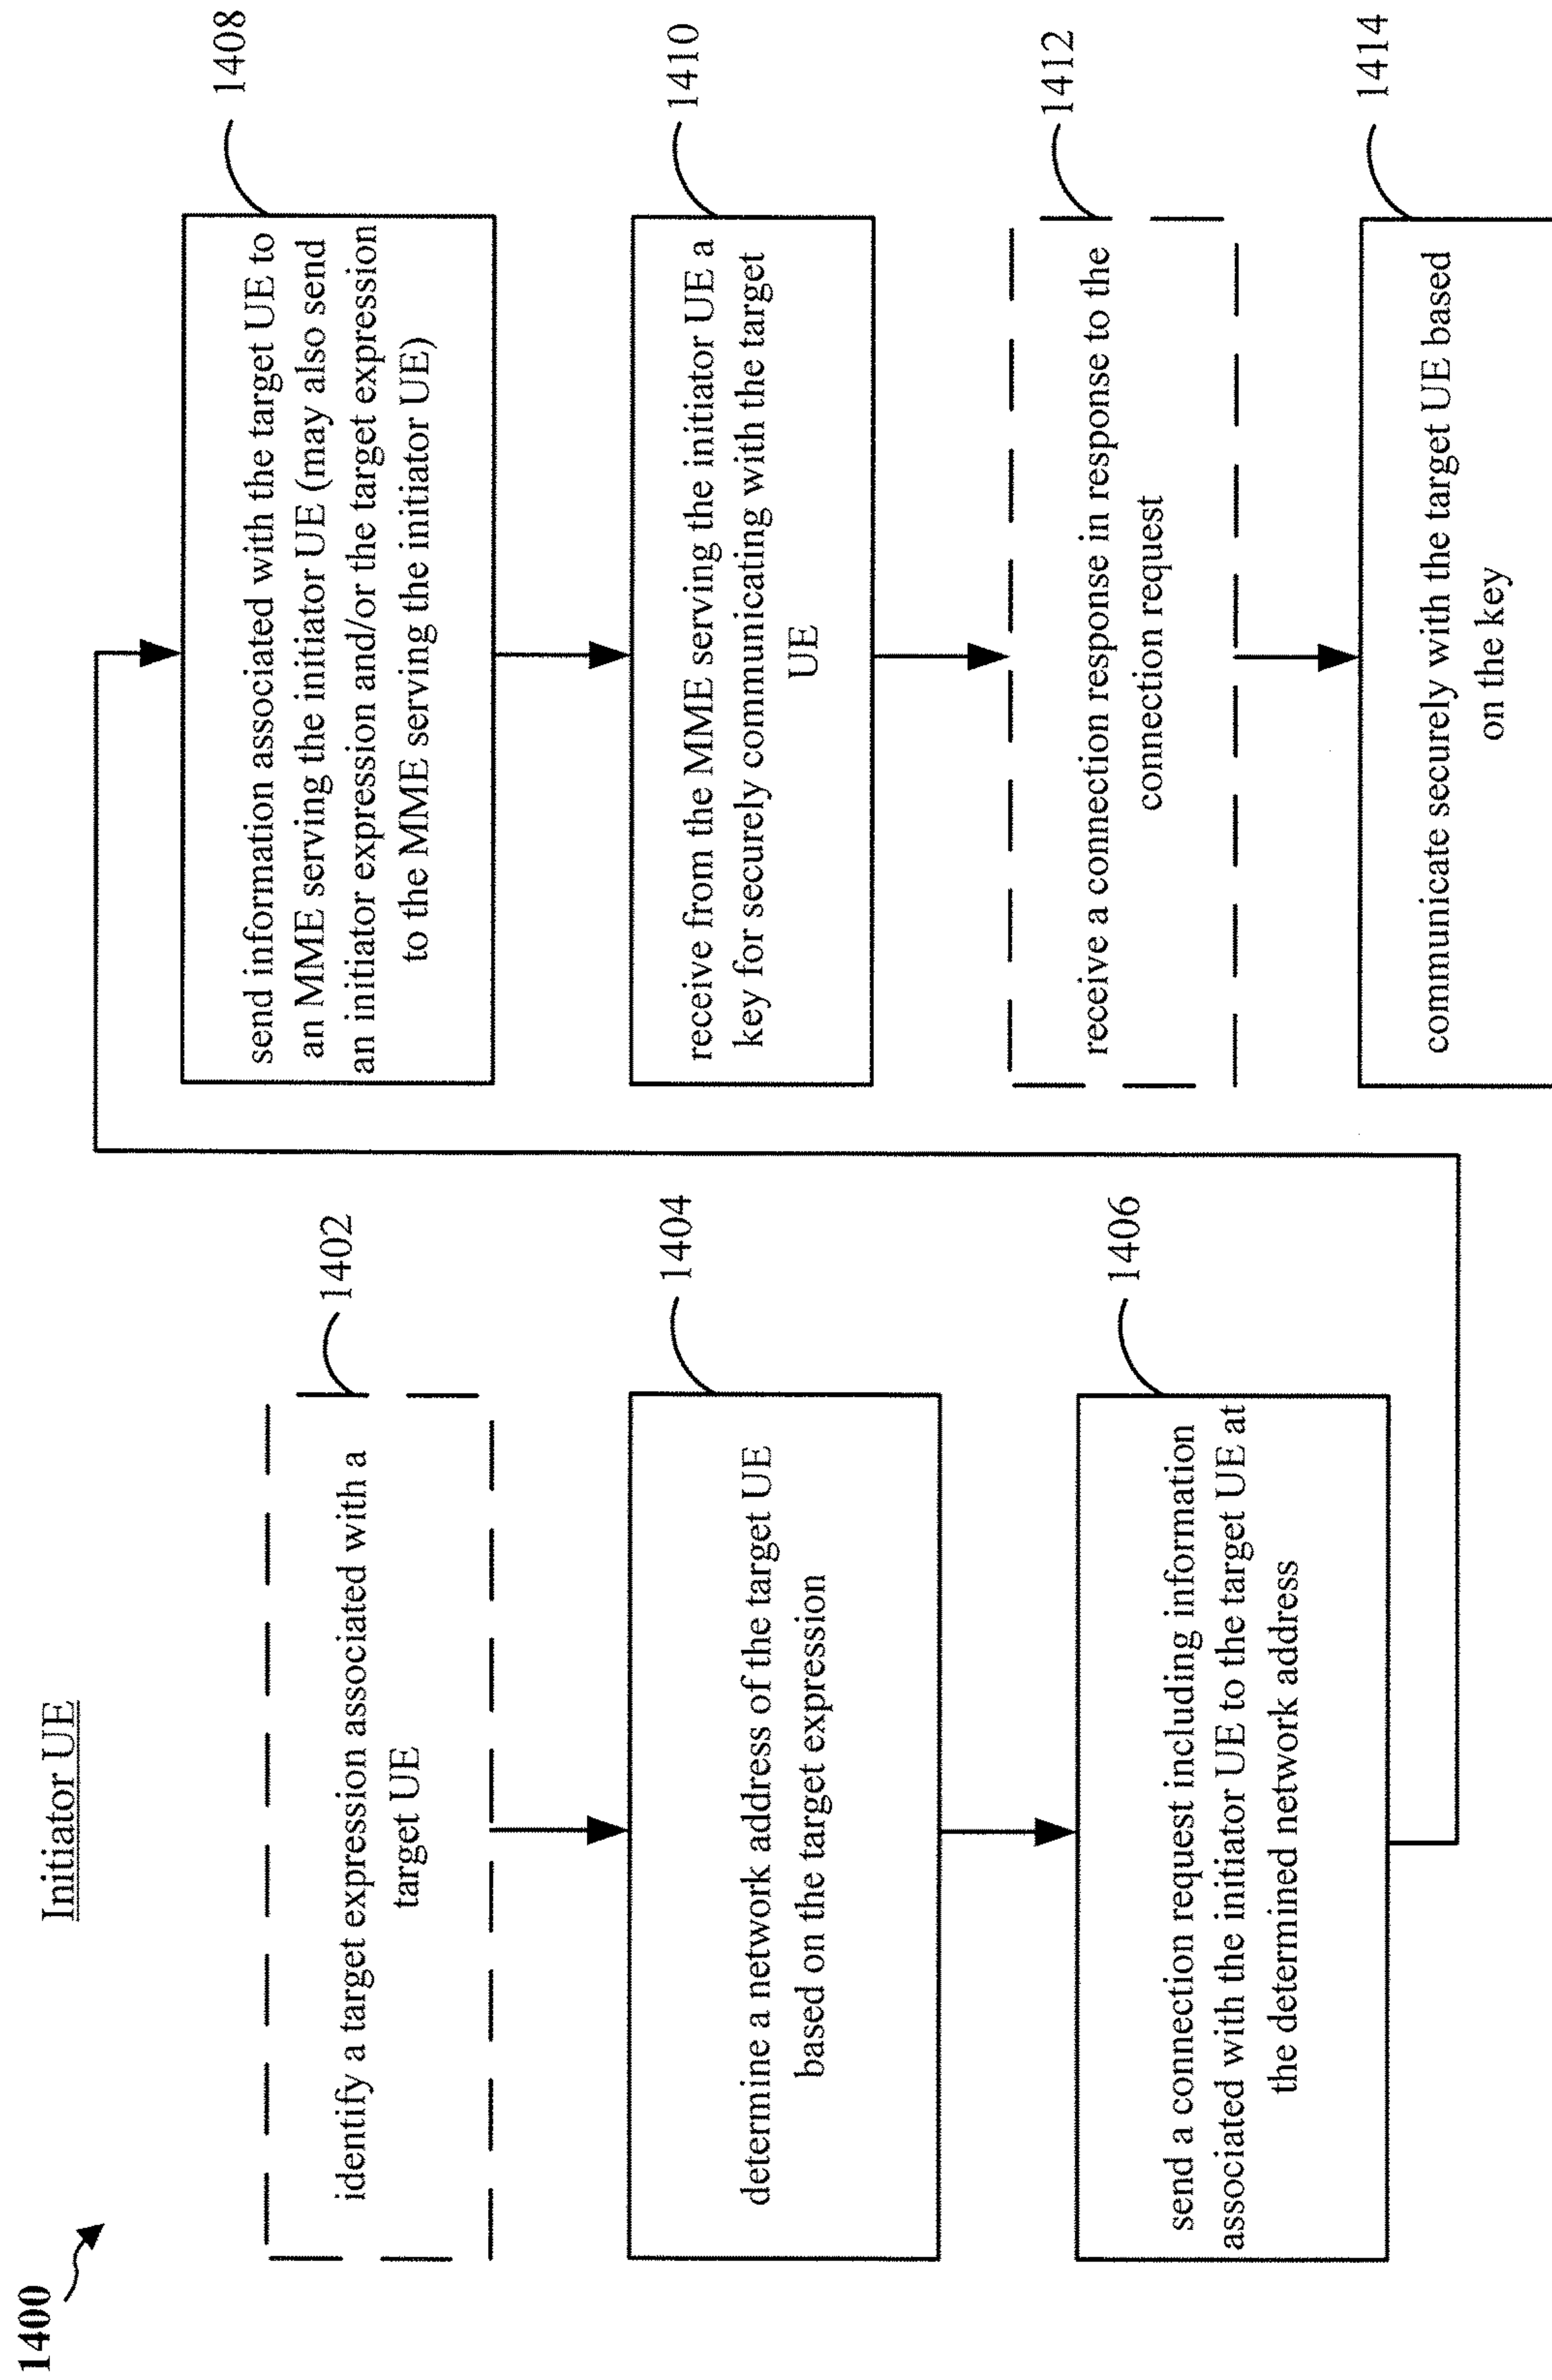 1400
Initiator UE
identify a target expression associated with a
target UE
1402
determine a network address of the target UE
based on the target expression
1404
send a connection request including information
associated with the initiator UE to the target UE at
the determined network address
1406
send information associated with the target UE to
an MME serving the initiator UE (may also send
an initiator expression and/or the target expression
to the MME serving the initiator UE)
1408
receive from the MME serving the initiator UE a
key for securely communicating with the target
UE
1410
receive a connection response in response to the
connection request
1412
communicate securely with the target UE based
on the key
1414